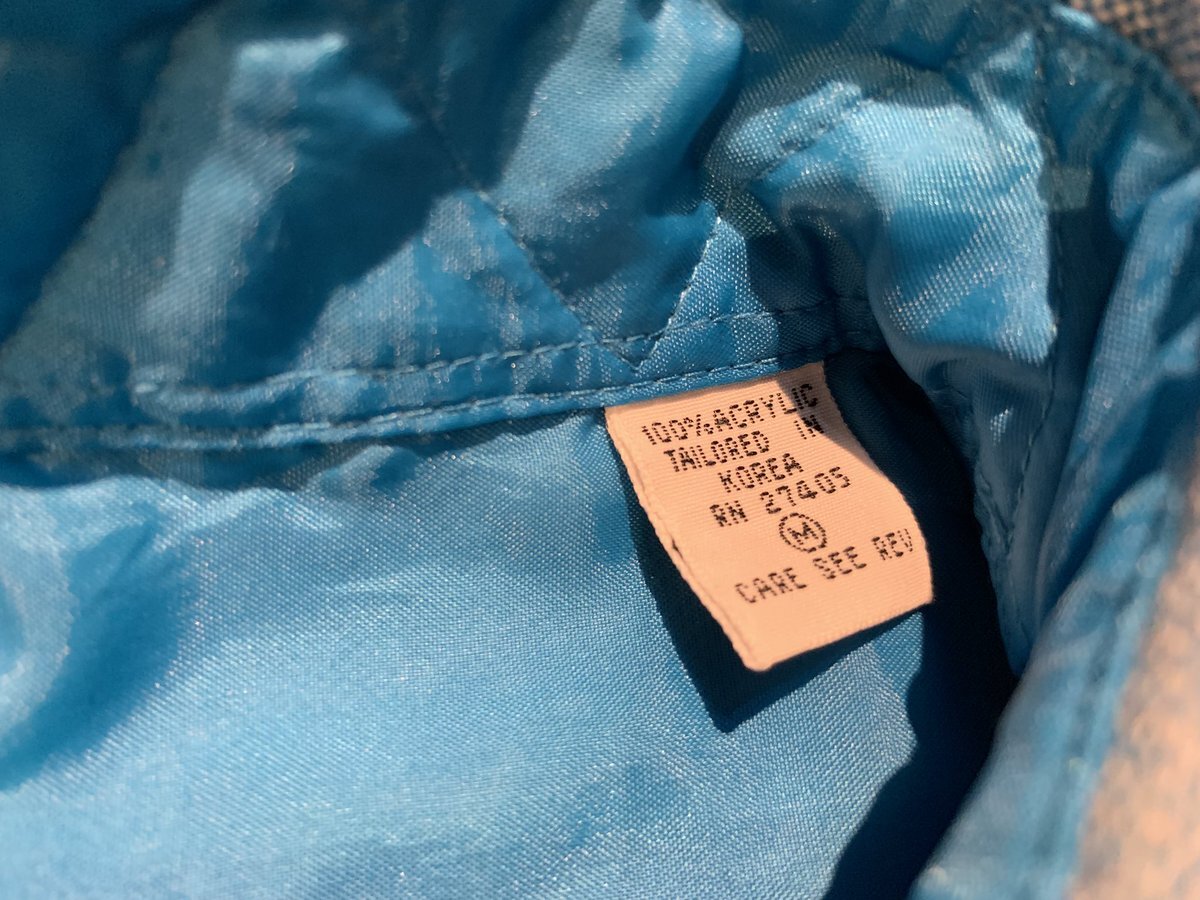 100% ACRYLIC
TAILORED IN
KOREA
RN 27405
M
CARE SEE REV